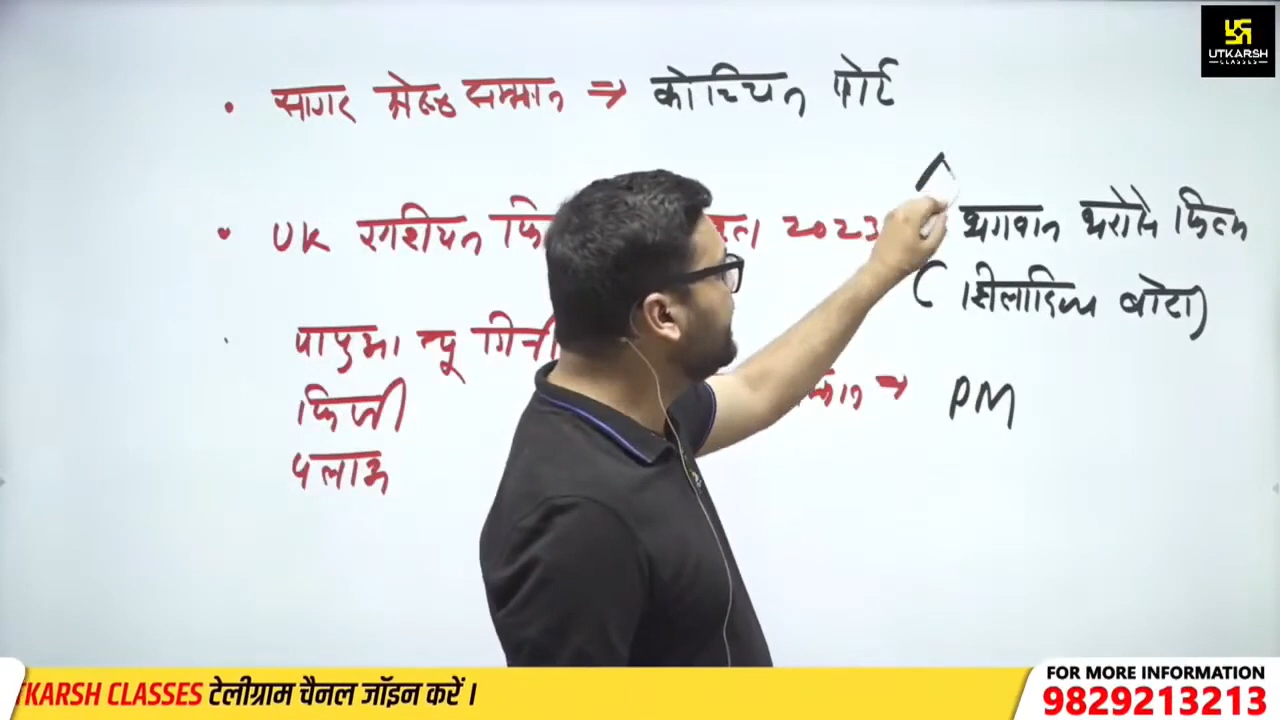 UTKARSH
CLASSES
• सागर श्रेष्ठ सम्मान ⇒ कोचियन पोर्ट
• UK एशियन फि 2023 भगवान भरोसे फिल्म
(शीलादित्य बोरा)
पापुआ न्यू गिनी ⇒ PM
फिजी
पलाऊ
TKARSH CLASSES टेलीग्राम चैनल जॉइन करें ।
FOR MORE INFORMATION
9829213213